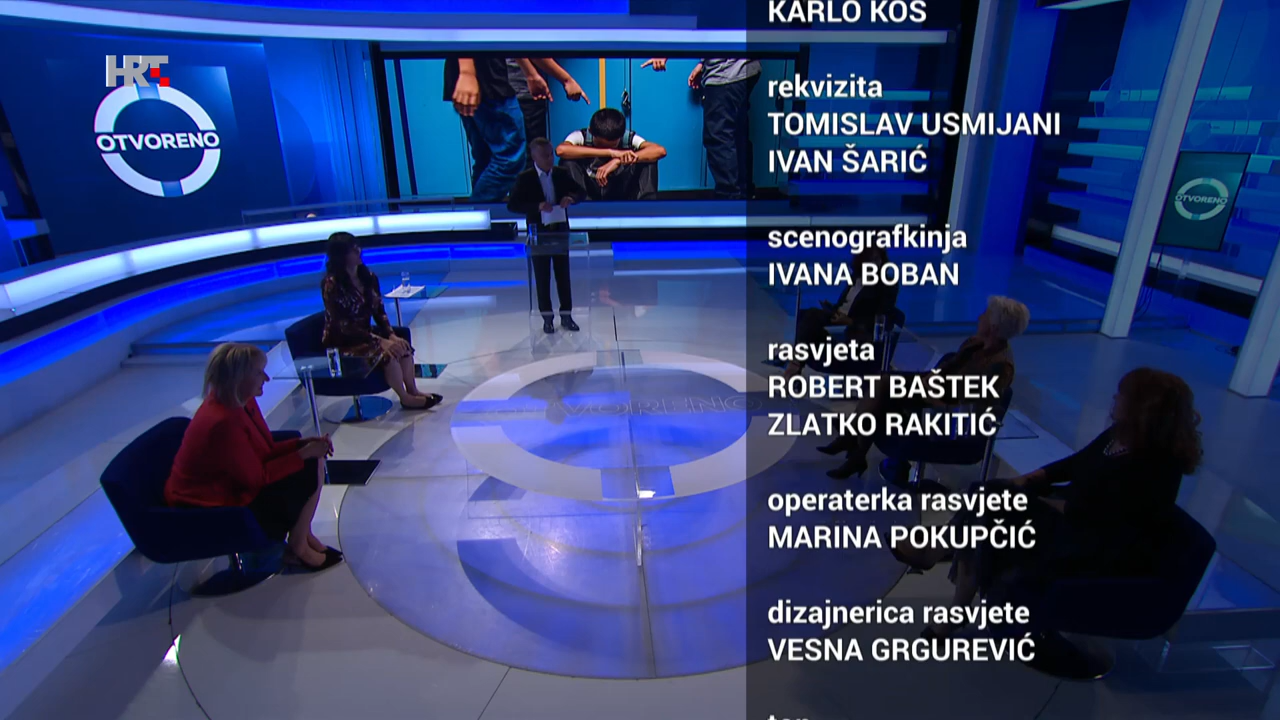 HRT
OTVORENO
OTVORENO
KARLO KOS
rekvizita
TOMISLAV USMIJANI
IVAN ŠARIĆ
scenografkinja
IVANA BOBAN
rasvjeta
ROBERT BAŠTEK
ZLATKO RAKITIĆ
operaterka rasvjete
MARINA POKUPČIĆ
dizajnerica rasvjete
VESNA GRGUREVIĆ
OTVORENO